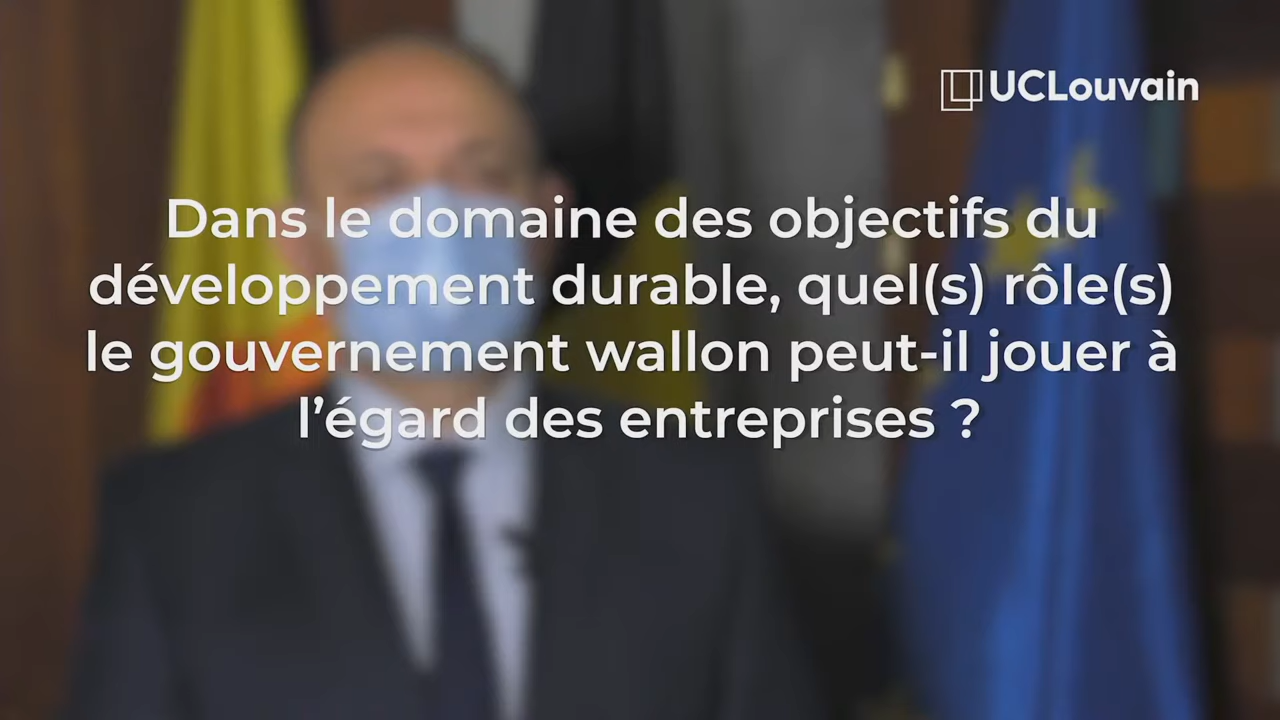 UCLouvain
Dans le domaine des objectifs du
développement durable, quel(s) rôle(s)
le gouvernement wallon peut-il jouer à
l’égard des entreprises ?